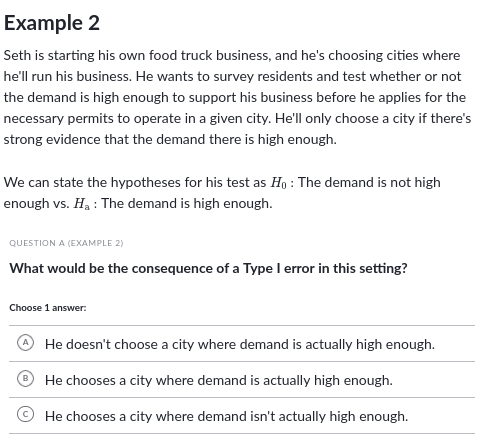 Example 2
Seth is starting his own food truck business, and he's choosing cities where
he'll run his business. He wants to survey residents and test whether or not
the demand is high enough to support his business before he applies for the
necessary permits to operate in a given city. He'll only choose a city if there's
strong evidence that the demand there is high enough.
We can state the hypotheses for his test as H₀ : The demand is not high
enough vs. Hₐ : The demand is high enough.
QUESTION A (EXAMPLE 2)
What would be the consequence of a Type I error in this setting?
Choose 1 answer:
A He doesn't choose a city where demand is actually high enough.
B He chooses a city where demand is actually high enough.
C He chooses a city where demand isn't actually high enough.